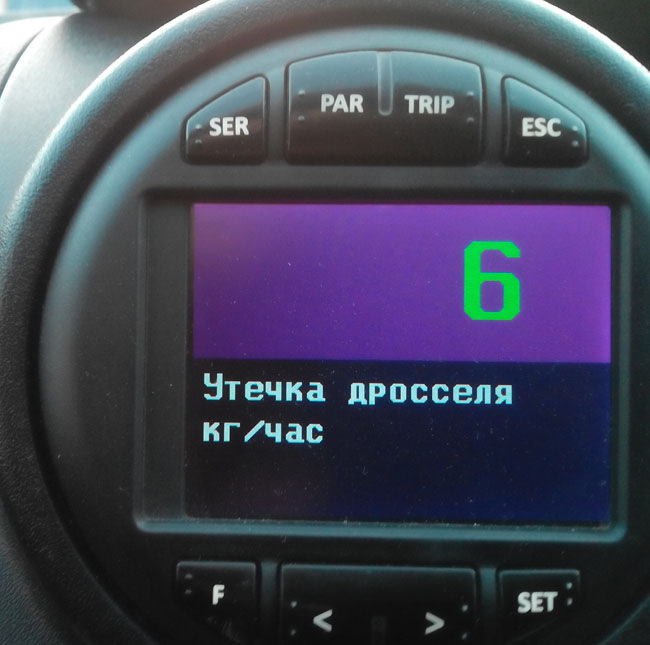 SER PAR TRIP ESC
6
Утечка дросселя
кг/час
F < > SET